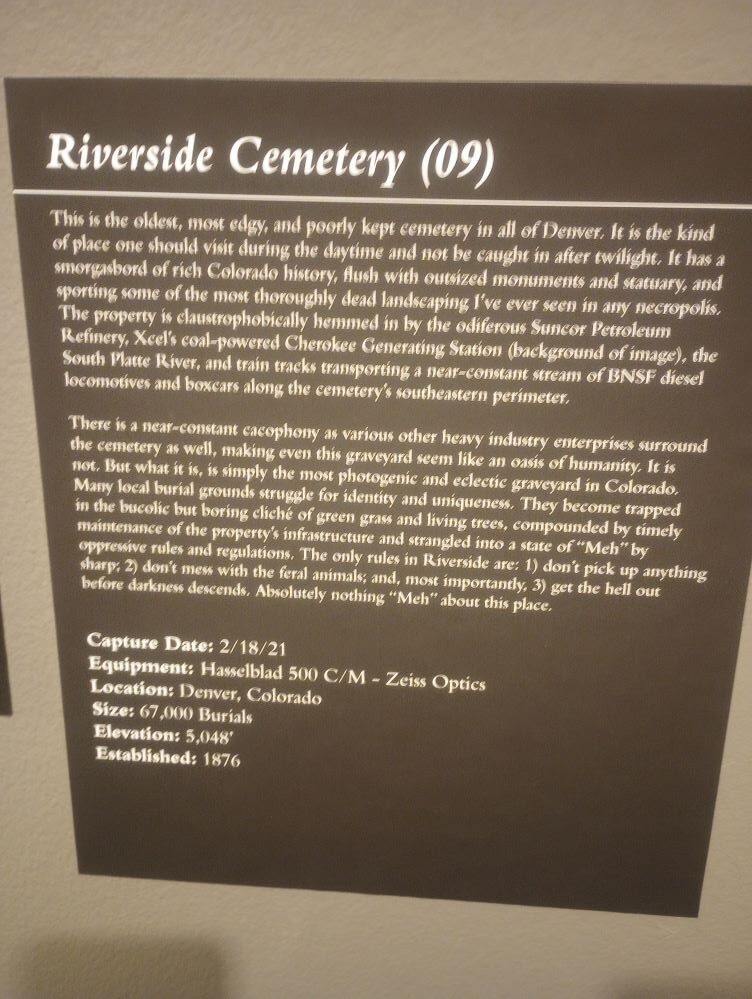 Riverside Cemetery (09)
This is the oldest, most edgy, and poorly kept cemetery in all of Denver. It is the kind
of place one should visit during the daytime and not be caught in after twilight. It has a
smorgasbord of rich Colorado history, flush with outsized monuments and statuary, and
sporting some of the most thoroughly dead landscaping I've ever seen in any necropolis.
The property is claustrophobically hemmed in by the odiferous Suncor Petroleum
Refinery, Xcel's coal-powered Cherokee Generating Station (background of image), the
South Platte River, and train tracks transporting a near-constant stream of BNSF diesel
locomotives and boxcars along the cemetery's southeastern perimeter.
There is a near-constant cacophony as various other heavy industry enterprises surround
the cemetery as well, making even this graveyard seem like an oasis of humanity. It is
not. But what it is, is simply the most photogenic and eclectic graveyard in Colorado.
Many local burial grounds struggle for identity and uniqueness. They become trapped
in the bucolic but boring cliché of green grass and living trees, compounded by timely
maintenance of the property's infrastructure and strangled into a state of "Meh" by
oppressive rules and regulations. The only rules in Riverside are: 1) don't pick up anything
sharp; 2) don't mess with the feral animals; and, most importantly, 3) get the hell out
before darkness descends. Absolutely nothing "Meh" about this place.
Capture Date: 2/18/21
Equipment: Hasselblad 500 C/M - Zeiss Optics
Location: Denver, Colorado
Size: 67,000 Burials
Elevation: 5,048'
Established: 1876